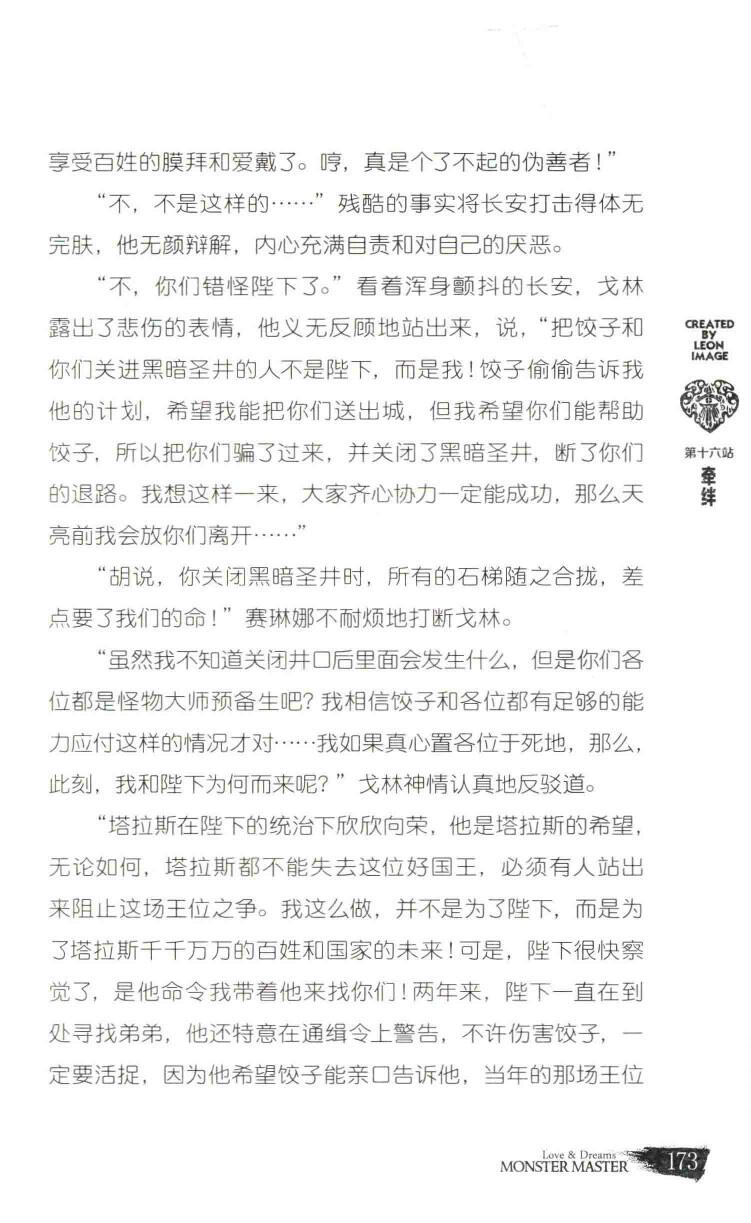 享受百姓的膜拜和爱戴了。哼，真是个了不起的伪善者！”
“不，不是这样的……”残酷的事实将长安打击得体无
完肤，他无颜辩解，内心充满自责和对自己的厌恶。
“不，你们错怪陛下了。”看着浑身颤抖的长安，戈林
露出了悲伤的表情，他义无反顾地站出来，说，“把饺子和
你们关进黑暗圣井的人不是陛下，而是我！饺子偷偷告诉我
他的计划，希望我能把你们送出城，但我希望你们能帮助
饺子，所以把你们骗了过来，并关闭了黑暗圣井，断了你们
的退路。我想这样一来，大家齐心协力一定能成功，那么天
亮前我会放你们离开……”
“胡说，你关闭黑暗圣井时，所有的石梯随之合拢，差
点要了我们的命！”赛琳娜不耐烦地打断戈林。
“虽然我不知道关闭井口后里面会发生什么，但是你们各
位都是怪物大师预备生吧？我相信饺子和各位都有足够的能
力应付这样的情况才对……我如果真心置各位于死地，那么，
此刻，我和陛下为何而来呢？”戈林神情认真地反驳道。
“塔拉斯在陛下的统治下欣欣向荣，他是塔拉斯的希望，
无论如何，塔拉斯都不能失去这位好国王，必须有人站出
来阻止这场王位之争。我这么做，并不是为了陛下，而是为
了塔拉斯千千万万的百姓和国家的未来！可是，陛下很快察
觉了，是他命令我带着他来找你们！两年来，陛下一直在到
处寻找弟弟，他还特意在通缉令上警告，不许伤害饺子，一
定要活捉，因为他希望饺子能亲口告诉他，当年的那场王位
CREATED
BY
LEON
IMAGE
第十六站
牵绊
Love & Dreams
MONSTER MASTER
173